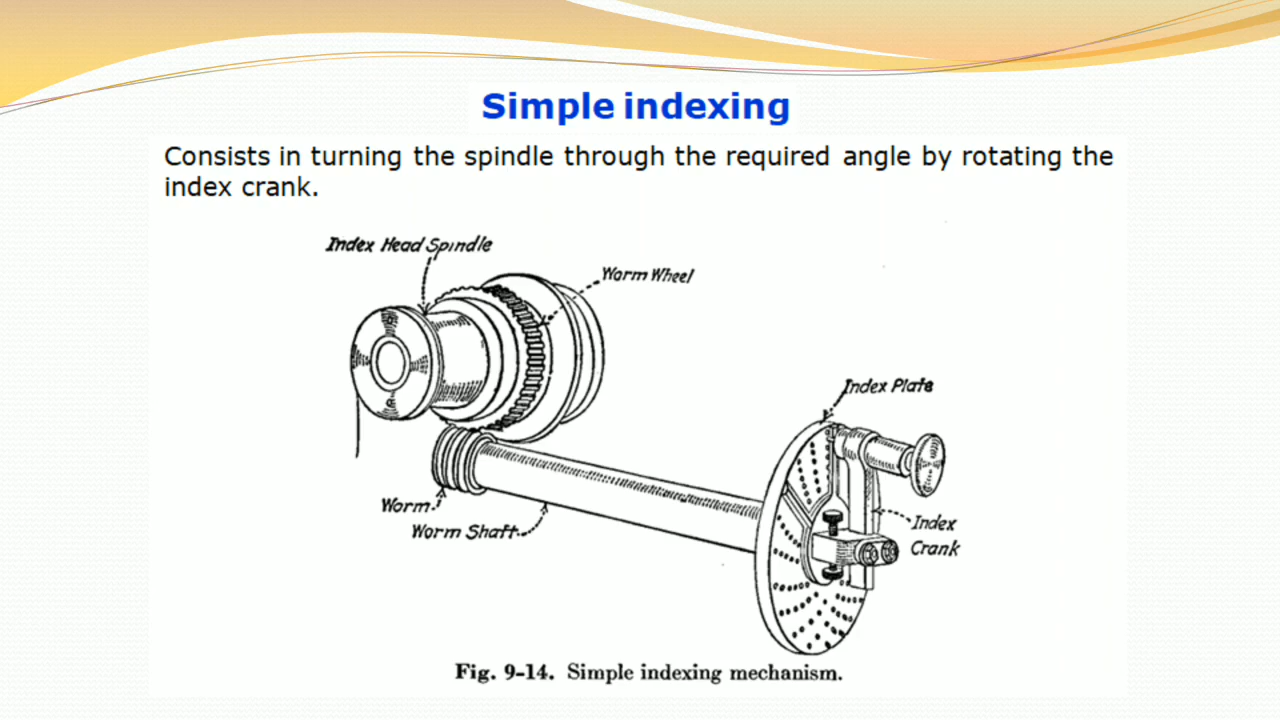 Simple indexing
Consists in turning the spindle through the required angle by rotating the
index crank.
Index Head Spindle
Worm Wheel
Index Plate
Worm
Worm Shaft
Index
Crank
Fig. 9-14. Simple indexing mechanism.